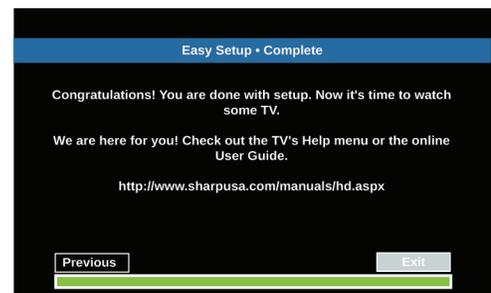 Easy Setup • Complete
Congratulations! You are done with setup. Now it's time to watch
some TV.
We are here for you! Check out the TV's Help menu or the online
User Guide.
http://www.sharpusa.com/manuals/hd.aspx
Previous
Exit